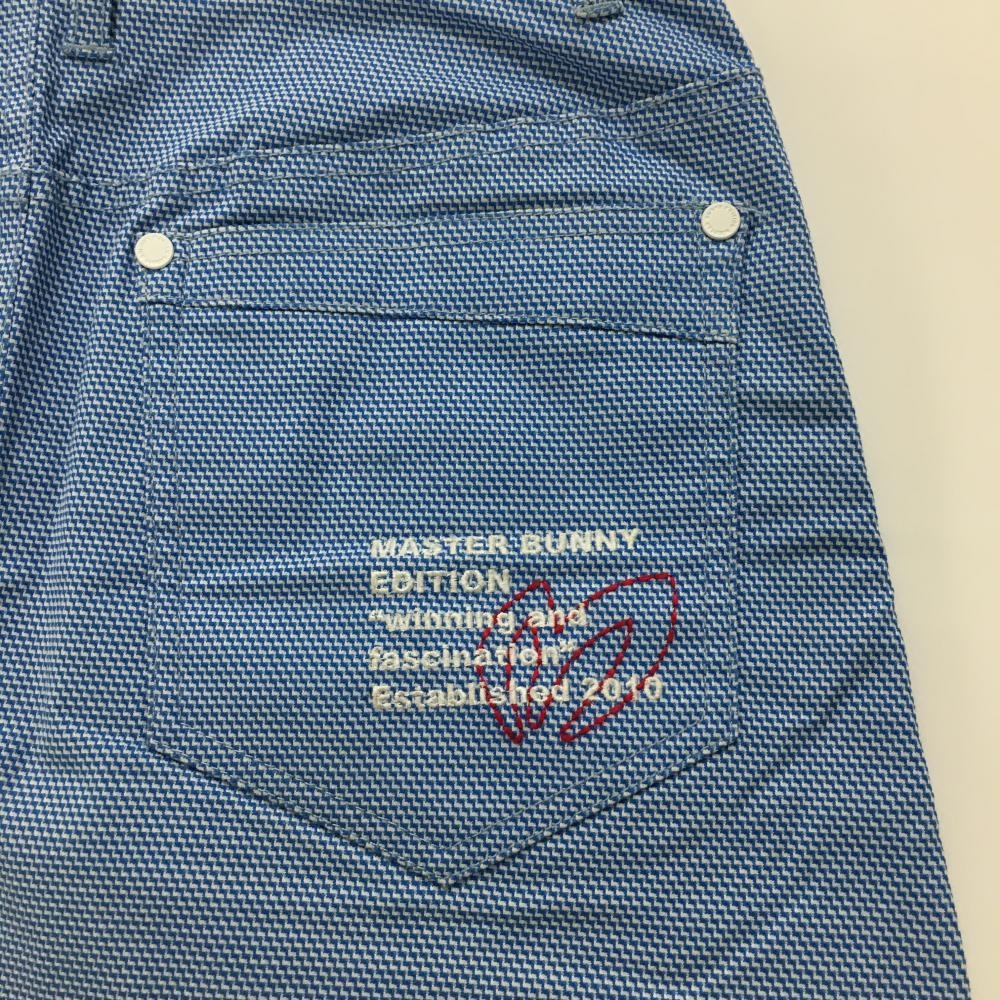 MASTER BUNNY
EDITION
"winning and
fascination"
Established 2010